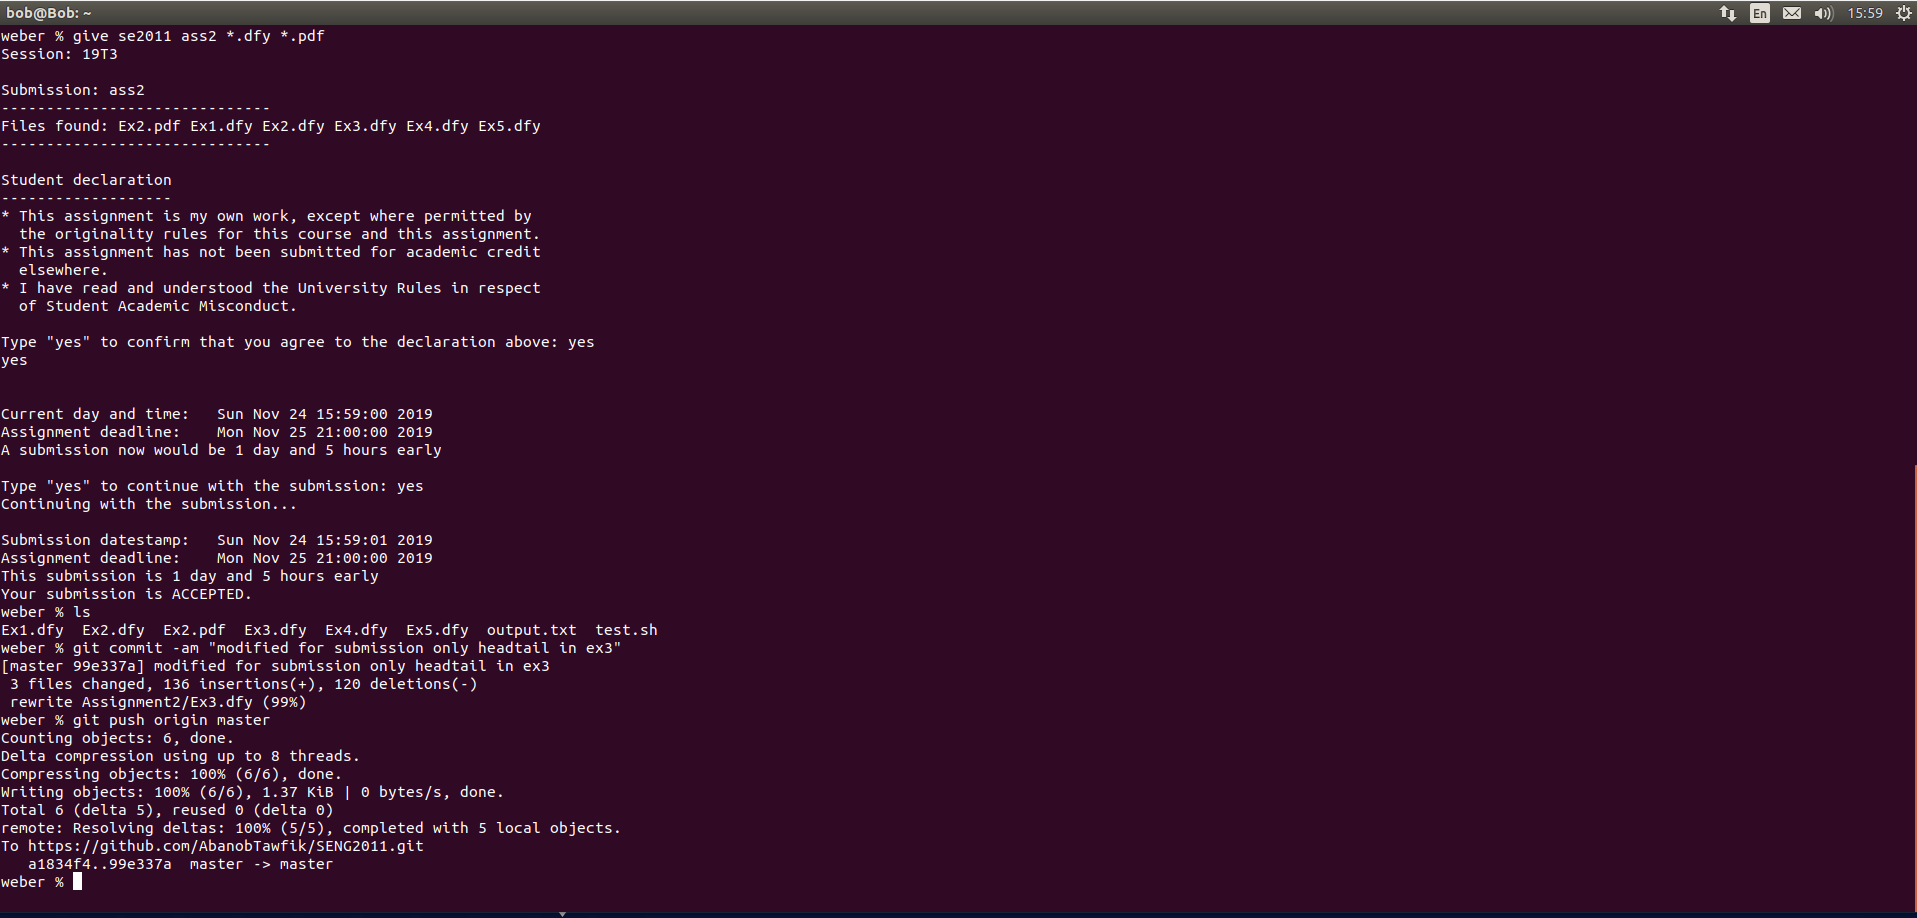 bob@Bob: ~
En 15:59
weber % give se2011 ass2 *.dfy *.pdf
Session: 19T3
Submission: ass2
------------------------------
Files found: Ex2.pdf Ex1.dfy Ex2.dfy Ex3.dfy Ex4.dfy Ex5.dfy
------------------------------
Student declaration
-------------------
* This assignment is my own work, except where permitted by
  the originality rules for this course and this assignment.
* This assignment has not been submitted for academic credit
  elsewhere.
* I have read and understood the University Rules in respect
  of Student Academic Misconduct.
Type "yes" to confirm that you agree to the declaration above: yes
yes
Current day and time:   Sun Nov 24 15:59:00 2019
Assignment deadline:    Mon Nov 25 21:00:00 2019
A submission now would be 1 day and 5 hours early
Type "yes" to continue with the submission: yes
Continuing with the submission...
Submission datestamp:   Sun Nov 24 15:59:01 2019
Assignment deadline:    Mon Nov 25 21:00:00 2019
This submission is 1 day and 5 hours early
Your submission is ACCEPTED.
weber % ls
Ex1.dfy  Ex2.dfy  Ex2.pdf  Ex3.dfy  Ex4.dfy  Ex5.dfy  output.txt  test.sh
weber % git commit -am "modified for submission only headtail in ex3"
[master 99e337a] modified for submission only headtail in ex3
 3 files changed, 136 insertions(+), 120 deletions(-)
 rewrite Assignment2/Ex3.dfy (99%)
weber % git push origin master
Counting objects: 6, done.
Delta compression using up to 8 threads.
Compressing objects: 100% (6/6), done.
Writing objects: 100% (6/6), 1.37 KiB | 0 bytes/s, done.
Total 6 (delta 5), reused 0 (delta 0)
remote: Resolving deltas: 100% (5/5), completed with 5 local objects.
To https://github.com/AbanobTawfik/SENG2011.git
   a1834f4..99e337a  master -> master
weber %